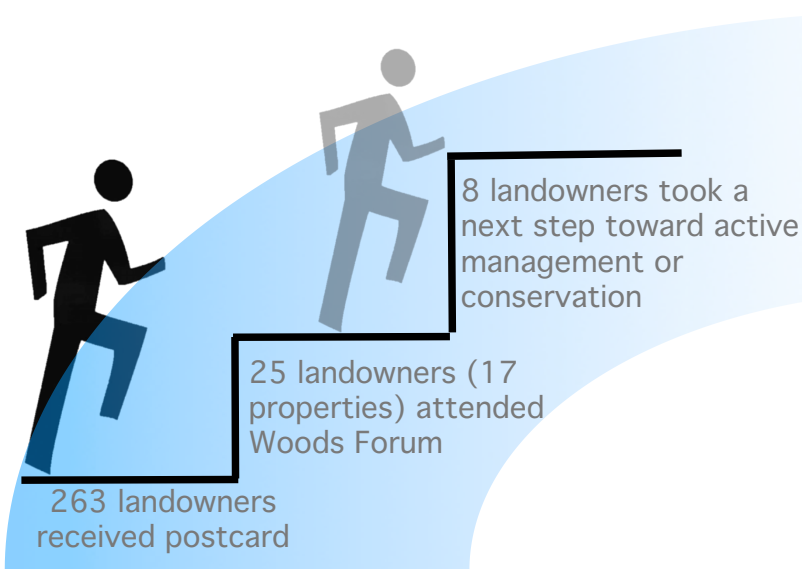 263 landowners
received postcard
25 landowners (17
properties) attended
Woods Forum
8 landowners took a
next step toward active
management or
conservation